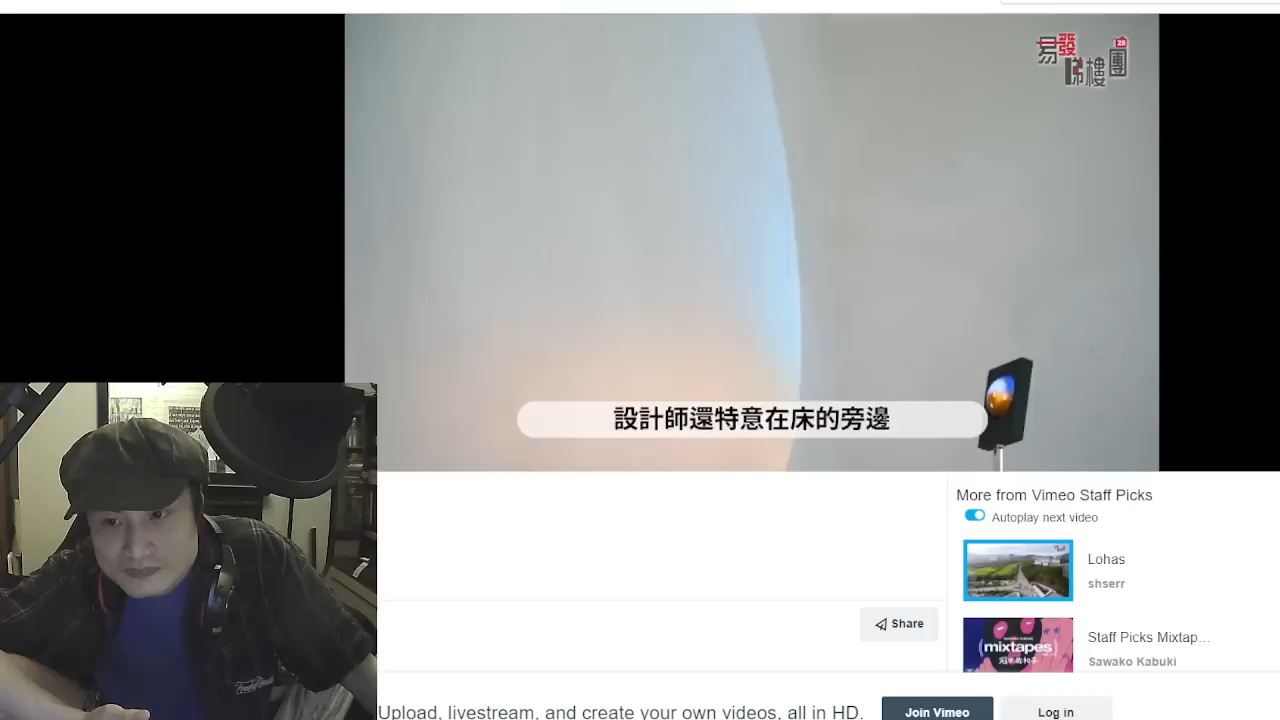 易發
睇樓團
28
設計師還特意在床的旁邊
More from Vimeo Staff Picks
Autoplay next video
Lohas
shserr
Share
mixtapes
Staff Picks Mixtap…
Sawako Kabuki
Upload, livestream, and create your own videos, all in HD.
Join Vimeo
Log in